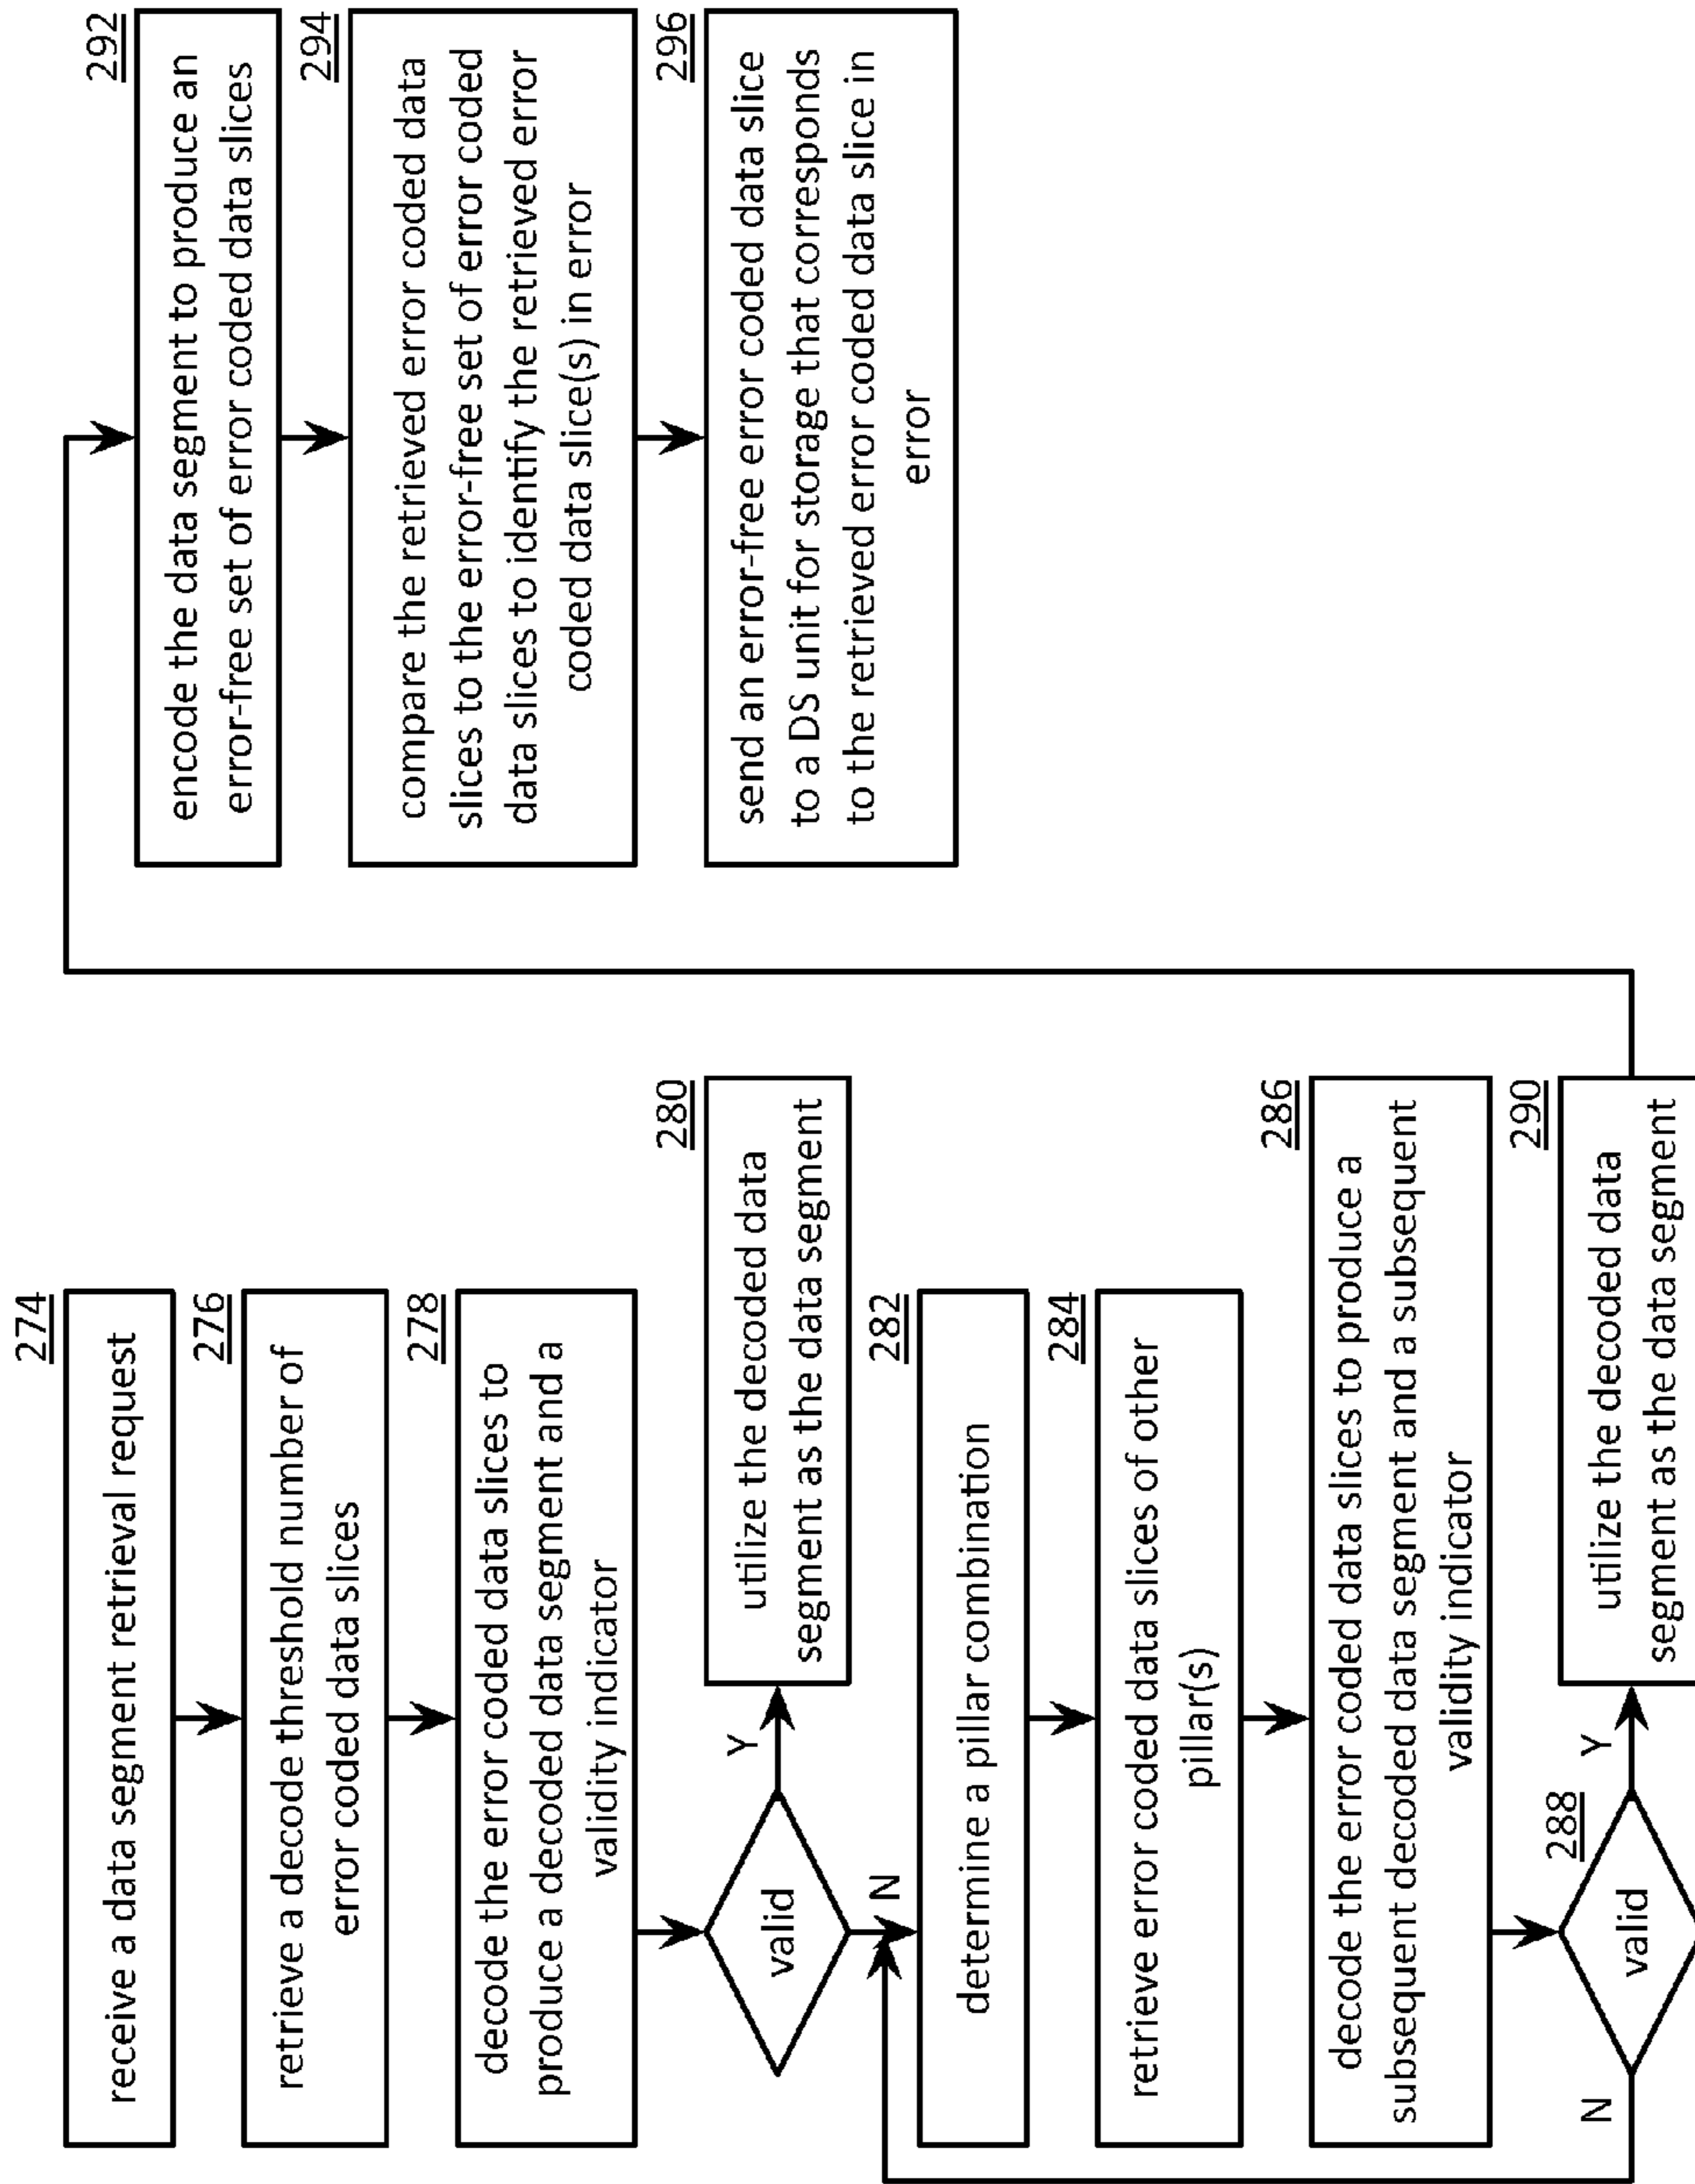 274
receive a data segment retrieval request
276
retrieve a decode threshold number of
error coded data slices
278
decode the error coded data slices to
produce a decoded data segment and a
validity indicator
valid
Y
N
280
utilize the decoded data
segment as the data segment
282
determine a pillar combination
284
retrieve error coded data slices of other
pillar(s)
286
decode the error coded data slices to produce a
subsequent decoded data segment and a subsequent
validity indicator
288
valid
N
Y
290
utilize the decoded data
segment as the data segment
292
encode the data segment to produce an
error-free set of error coded data slices
294
compare the retrieved error coded data
slices to the error-free set of error coded
data slices to identify the retrieved error
coded data slice(s) in error
296
send an error-free error coded data slice
to a DS unit for storage that corresponds
to the retrieved error coded data slice in
error